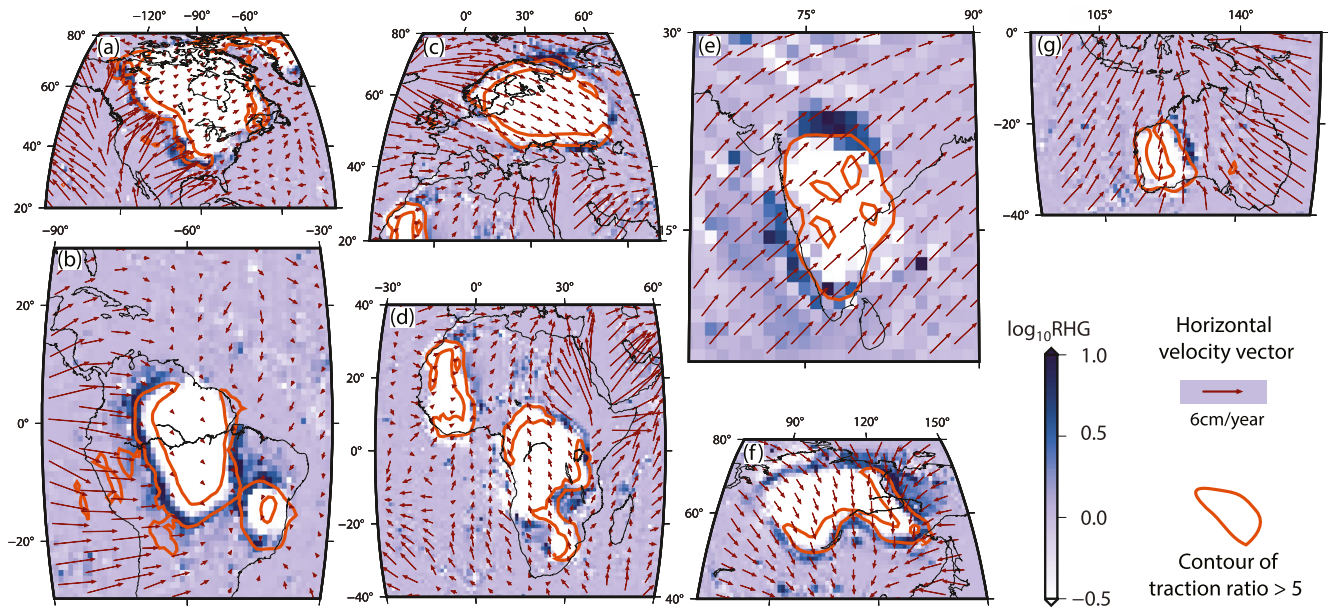 −120° −90° −60°
80°
(a)
60°
40°
20°
0° 30° 60°
80°
(c)
60°
40°
20°
75° 90°
30°
(e)
15°
105° 140°
0°
(g)
−20°
−40°
−90° −60° −30°
(b)
20°
0°
−20°
−30° 0° 30° 60°
40°
(d)
20°
0°
−20°
−40°
90° 120° 150°
80°
(f)
60°
40°
log10RHG
1.0
0.5
0.0
−0.5
Horizontal
velocity vector
6cm/year
Contour of
traction ratio > 5